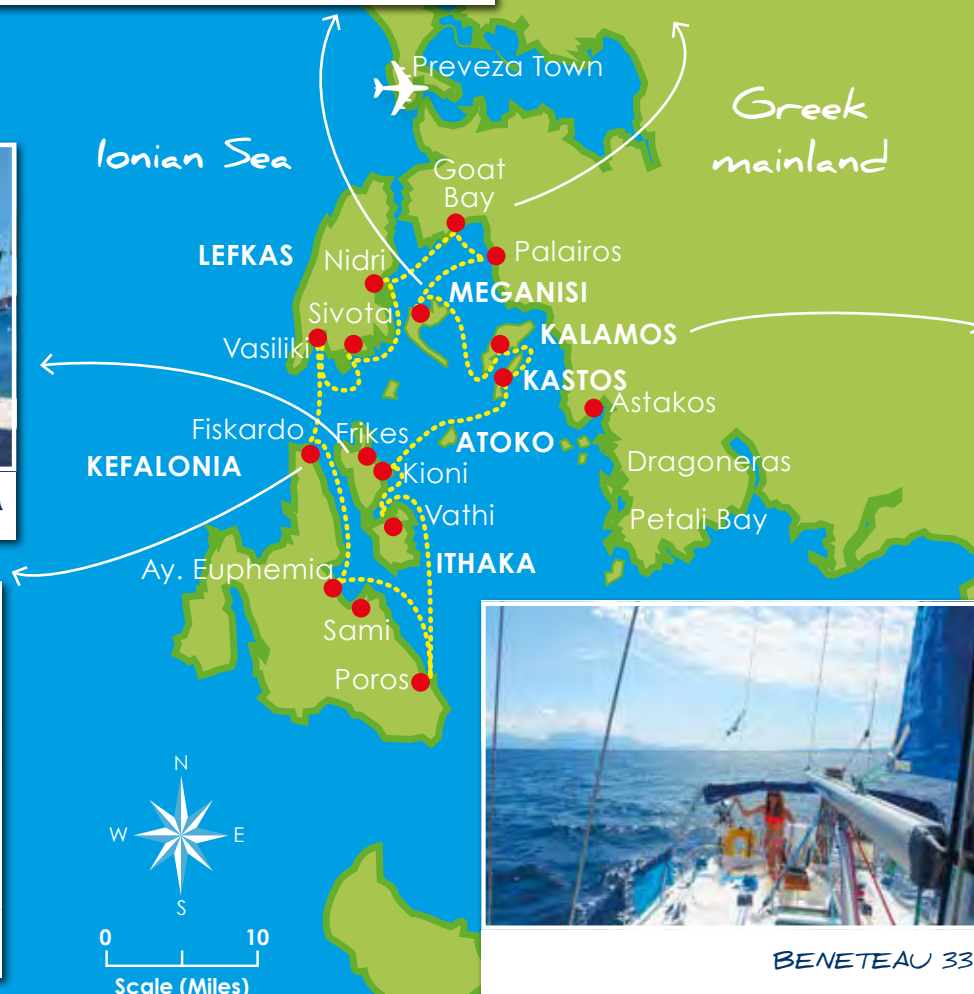 Preveza Town
Greek
mainland
Ionian Sea
Goat
Bay
LEFKAS
Nidri
Palairos
MEGANISI
Sivota
KALAMOS
Vasiliki
KASTOS
Astakos
Fiskardo
Frikes
ATOKO
KEFALONIA
Kioni
Dragoneras
Vathi
Petali Bay
ITHAKA
Ay. Euphemia
Sami
Poros
N
W
E
S
0
10
Scale (Miles)
BENETEAU 33